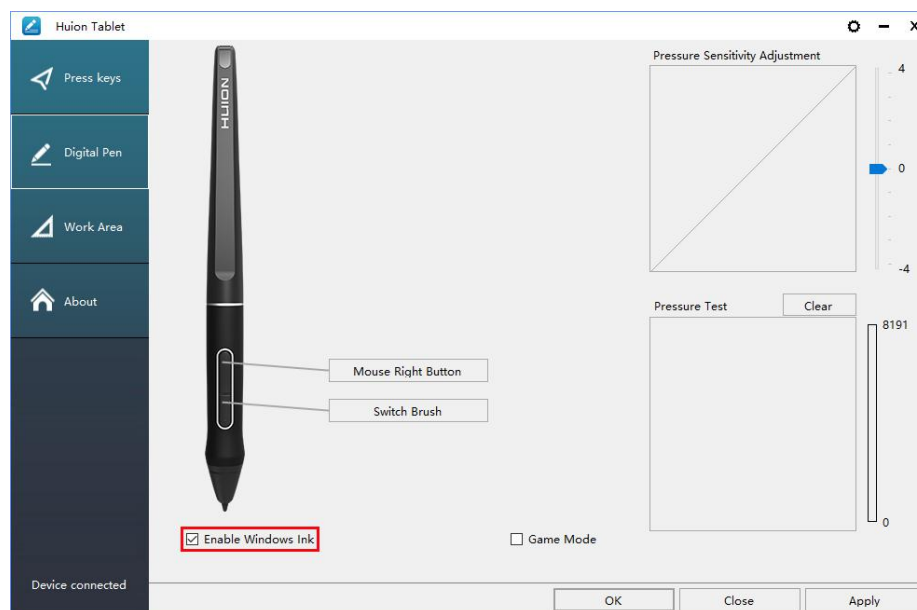 Huion Tablet
Press keys
Digital Pen
Work Area
About
Device connected
HUION
Mouse Right Button
Switch Brush
Enable Windows Ink
Game Mode
Pressure Sensitivity Adjustment
4
0
-4
Pressure Test
Clear
8191
0
OK
Close
Apply